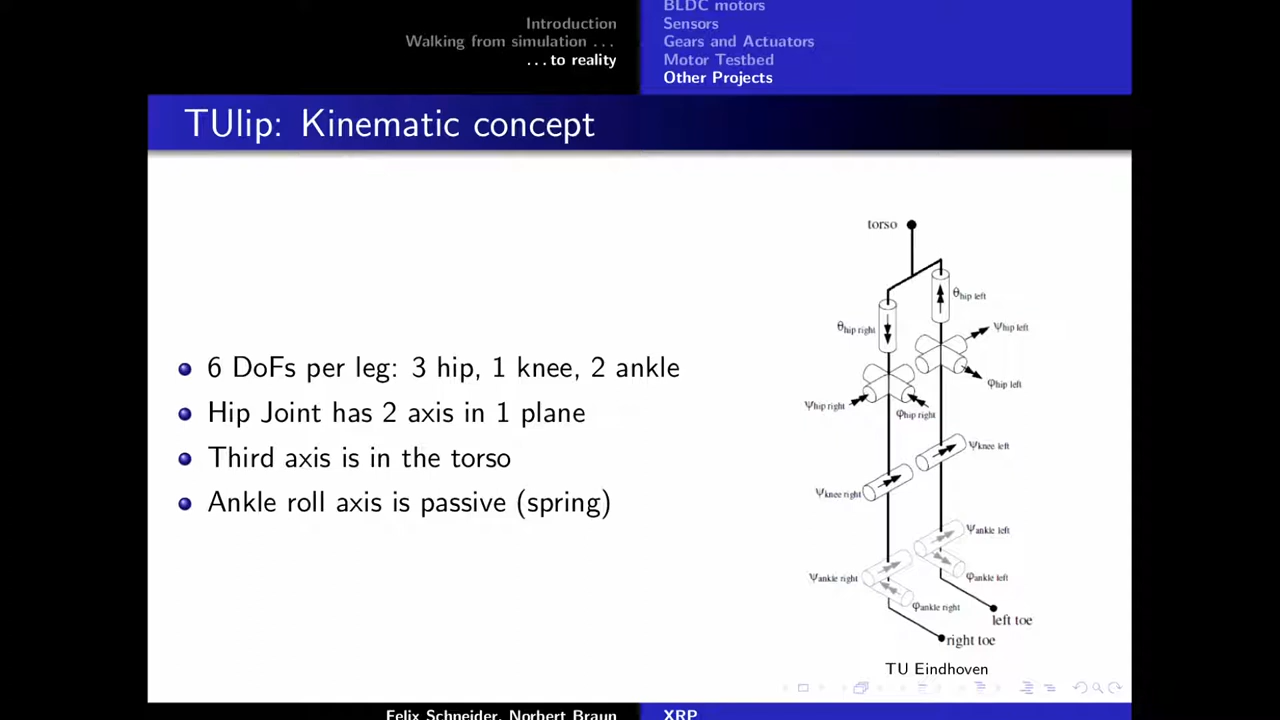 Introduction
Walking from simulation ...
... to reality
BLDC motors
Sensors
Gears and Actuators
Motor Testbed
Other Projects
TUlip: Kinematic concept
6 DoFs per leg: 3 hip, 1 knee, 2 ankle
Hip Joint has 2 axis in 1 plane
Third axis is in the torso
Ankle roll axis is passive (spring)
torso
θhip left
θhip right
Ψhip left
φhip left
Ψhip right
φhip right
Ψknee left
Ψknee right
Ψankle left
φankle left
Ψankle right
φankle right
left toe
right toe
TU Eindhoven
Felix Schneider, Norbert Braun
XRP